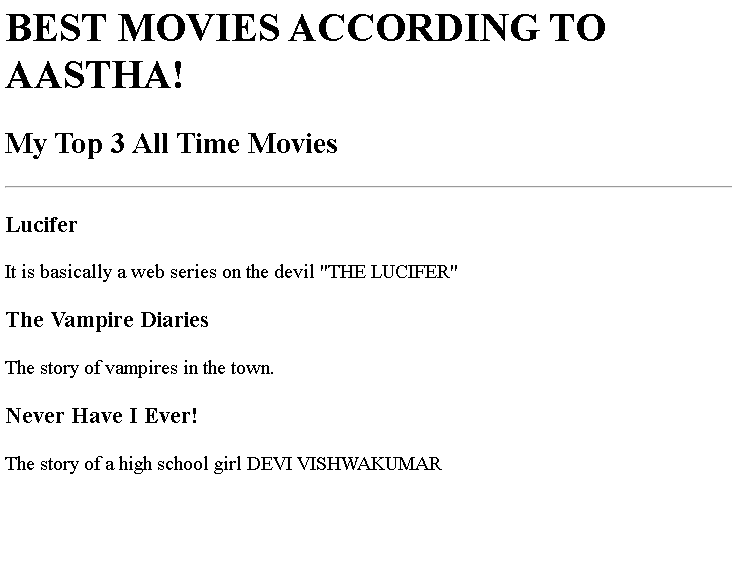 BEST MOVIES ACCORDING TO
AASTHA!
My Top 3 All Time Movies
Lucifer
It is basically a web series on the devil "THE LUCIFER"
The Vampire Diaries
The story of vampires in the town.
Never Have I Ever!
The story of a high school girl DEVI VISHWAKUMAR